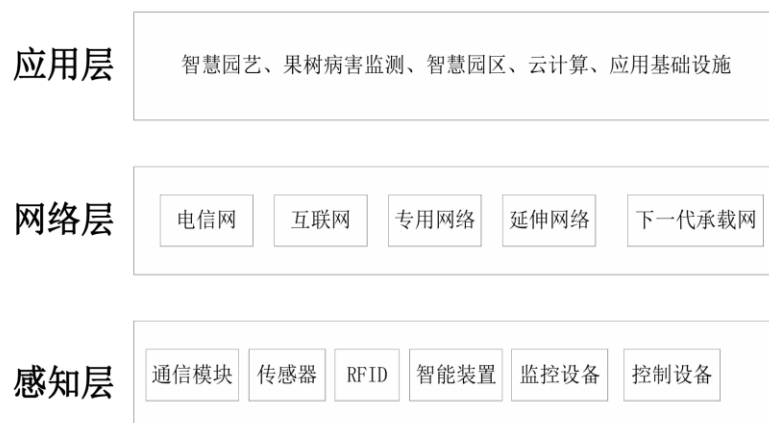 应用层
智慧园艺、果树病害监测、智慧园区、云计算、应用基础设施
网络层
电信网
互联网
专用网络
延伸网络
下一代承载网
感知层
通信模块
传感器
RFID
智能装置
监控设备
控制设备